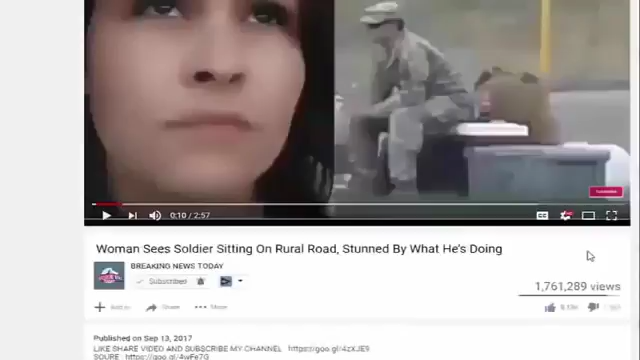 0:10 / 2:57
Woman Sees Soldier Sitting On Rural Road, Stunned By What He's Doing
BREAKING NEWS TODAY
Subscribed
1,761,289 views
Add to Share More
Published on Sep 13, 2017
LIKE SHARE VIDEO AND SUBSCRIBE MY CHANNEL https://goo.gl/4zXJE9
SOURE : https://goo.gl/4wFe7G